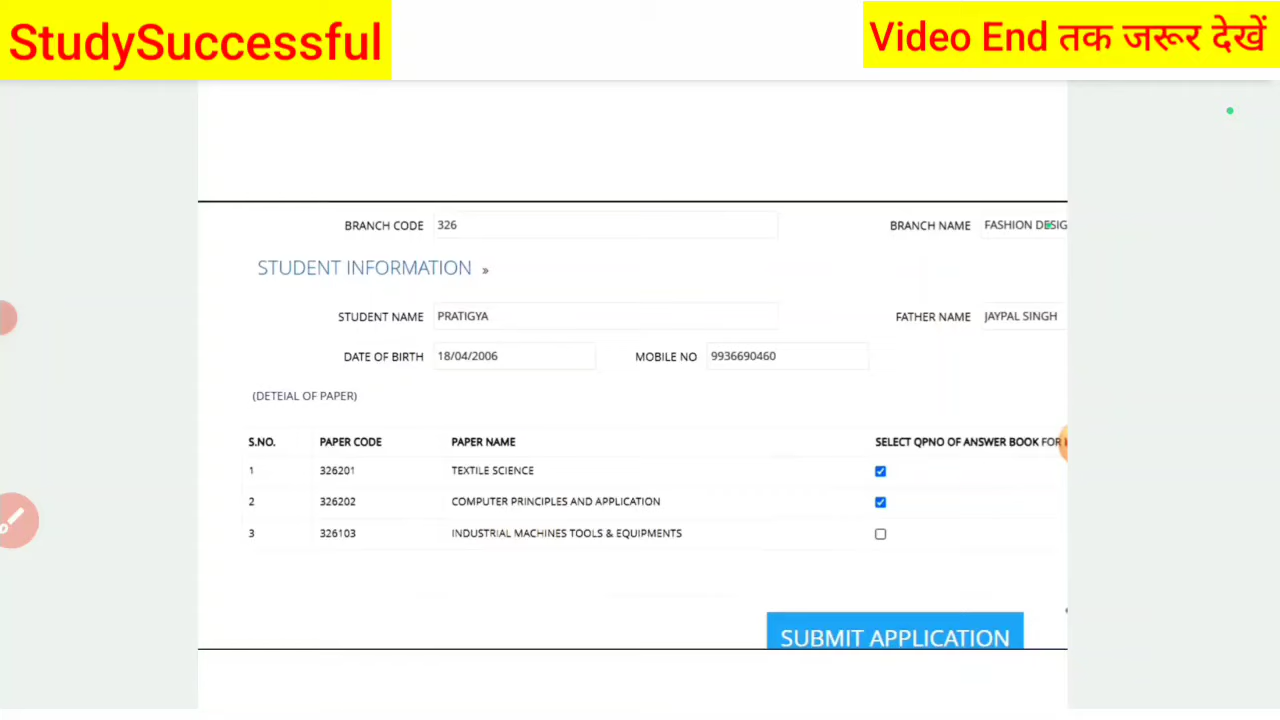 StudySuccessful
Video End तक जरूर देखें
BRANCH CODE 326 BRANCH NAME FASHION DESIG
STUDENT INFORMATION »
STUDENT NAME PRATIGYA FATHER NAME JAYPAL SINGH
DATE OF BIRTH 18/04/2006 MOBILE NO 9936690460
(DETEIAL OF PAPER)
S.NO. PAPER CODE PAPER NAME SELECT QPNO OF ANSWER BOOK FOR
1 326201 TEXTILE SCIENCE
2 326202 COMPUTER PRINCIPLES AND APPLICATION
3 326103 INDUSTRIAL MACHINES TOOLS & EQUIPMENTS
SUBMIT APPLICATION